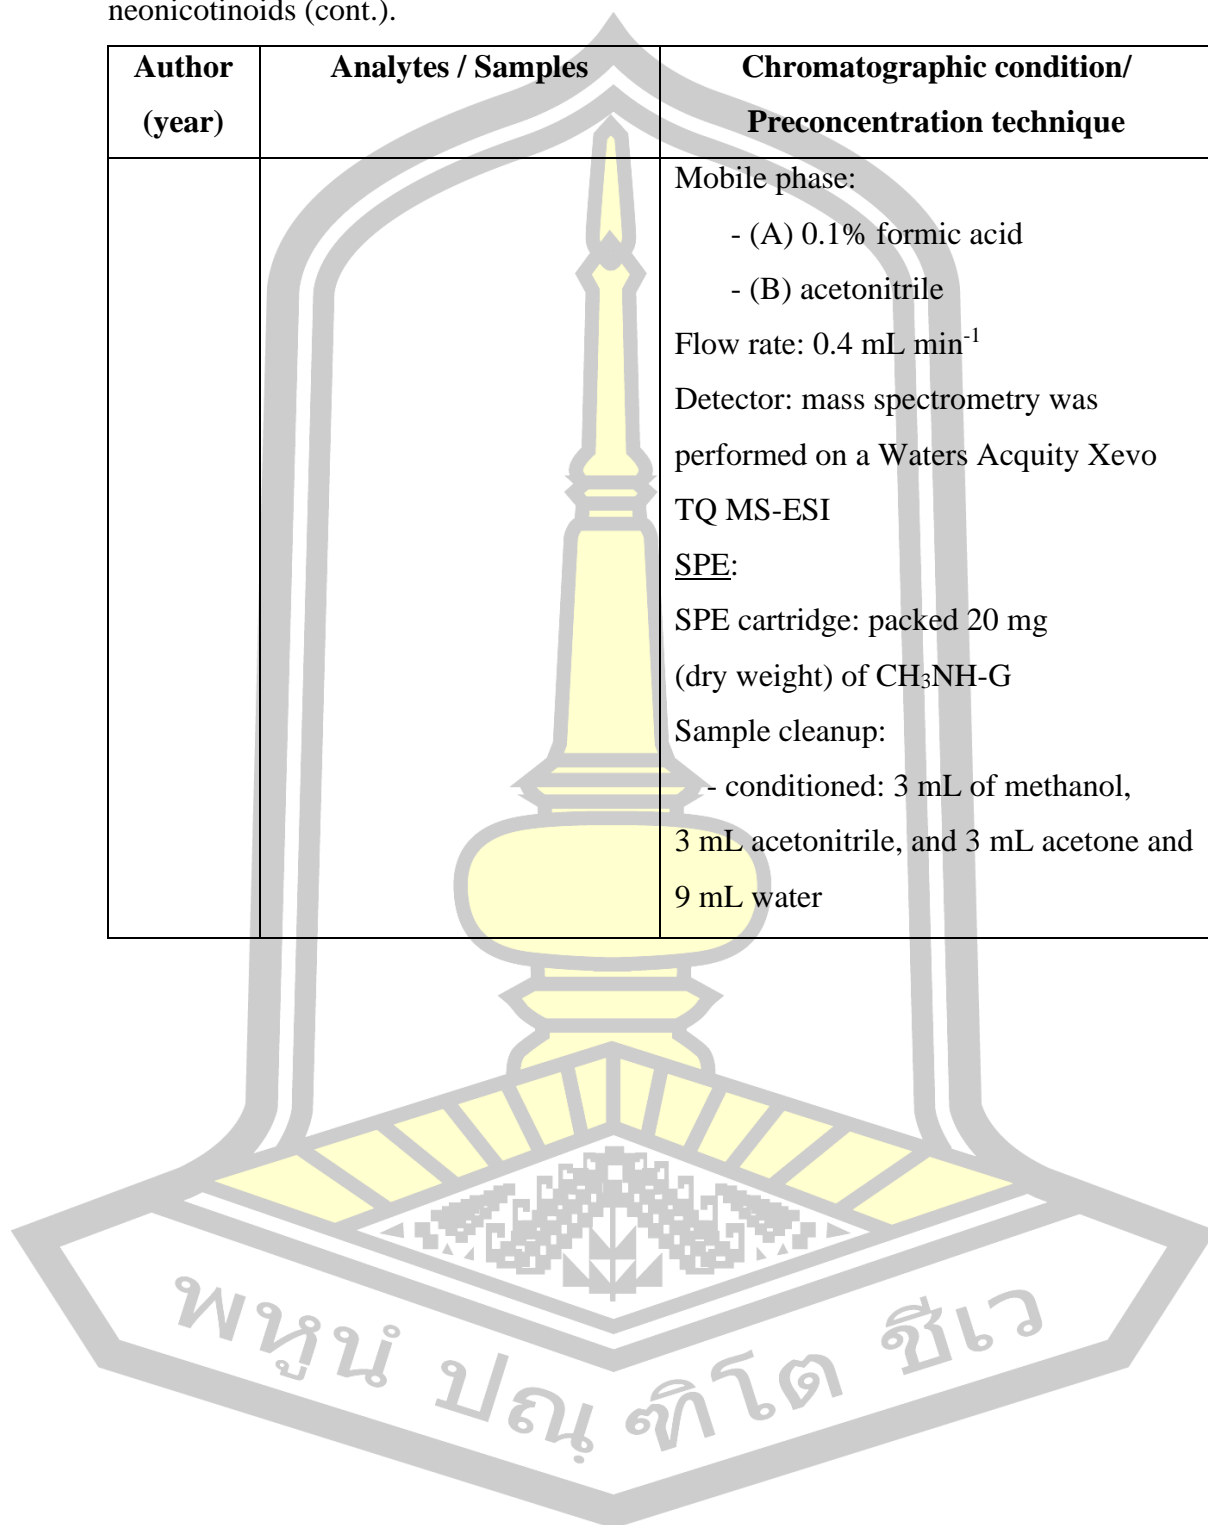 neonicotinoids (cont.).
Author Analytes / Samples Chromatographic condition/
(year) Preconcentration technique
Mobile phase:
- (A) 0.1% formic acid
- (B) acetonitrile
Flow rate: 0.4 mL min-1
Detector: mass spectrometry was
performed on a Waters Acquity Xevo
TQ MS-ESI
SPE:
SPE cartridge: packed 20 mg
(dry weight) of CH3NH-G
Sample cleanup:
- conditioned: 3 mL of methanol,
3 mL acetonitrile, and 3 mL acetone and
9 mL water
พหูนํ ปณฺ ฑิโต ชีเว